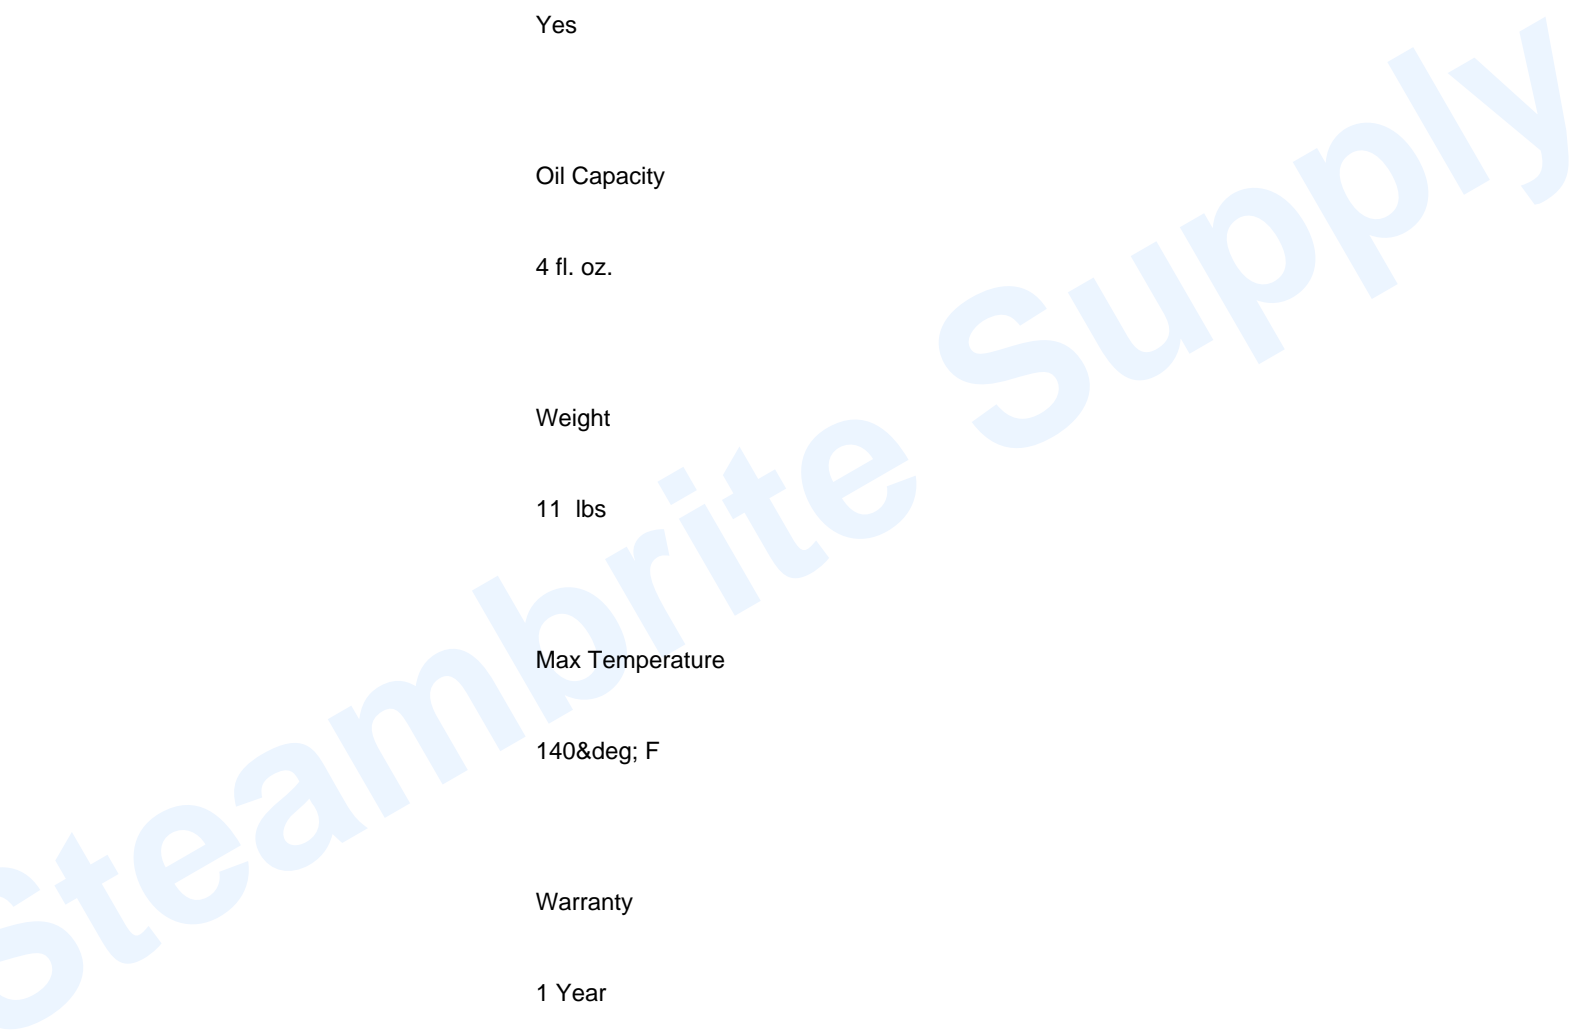 Yes
Oil Capacity
4 fl. oz.
Weight
11  lbs
Max Temperature
140&deg; F
Warranty
1 Year
Steambrite Supply